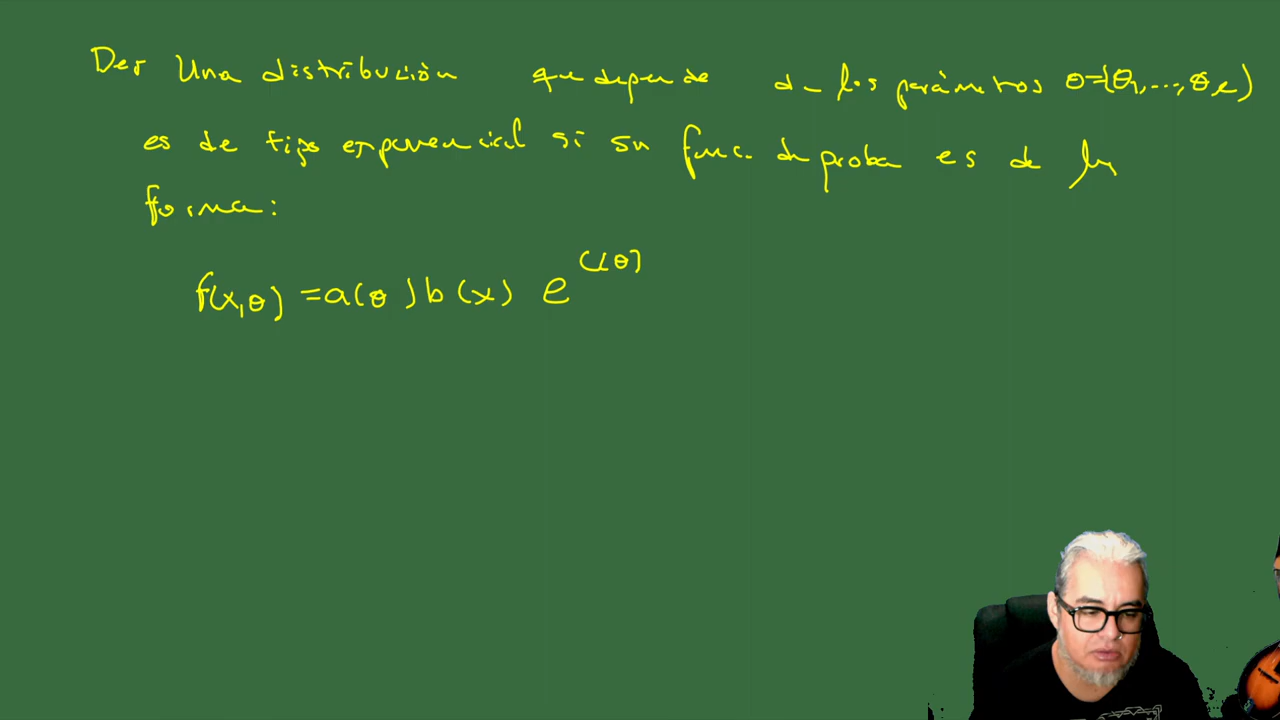 Def Una distribución que depende de los parámetros θ=(θ1,...,θk)
es de tipo exponencial si su func. de proba es de la
forma:
f(x,θ) = a(θ) b(x) e^{c(θ)